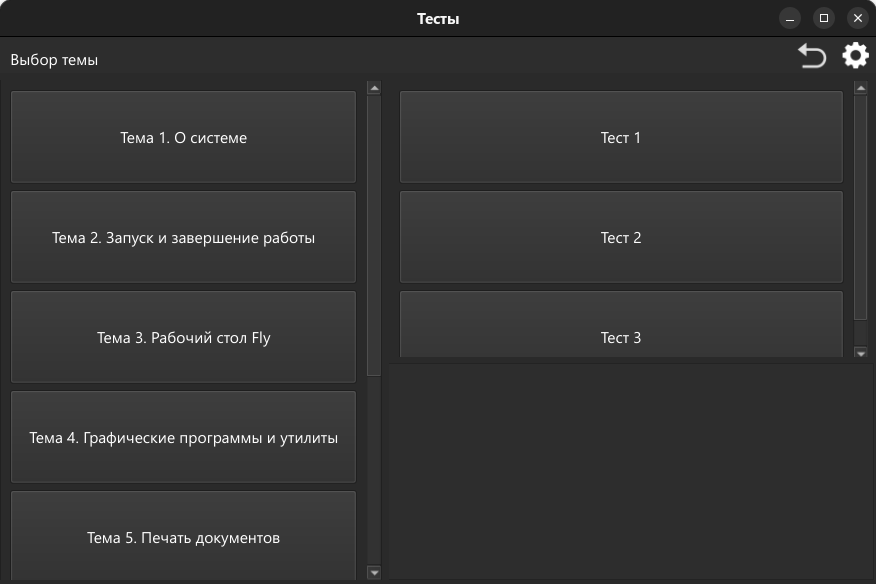 Тесты
Выбор темы
Тема 1. О системе
Тема 2. Запуск и завершение работы
Тема 3. Рабочий стол Fly
Тема 4. Графические программы и утилиты
Тема 5. Печать документов
Тест 1
Тест 2
Тест 3